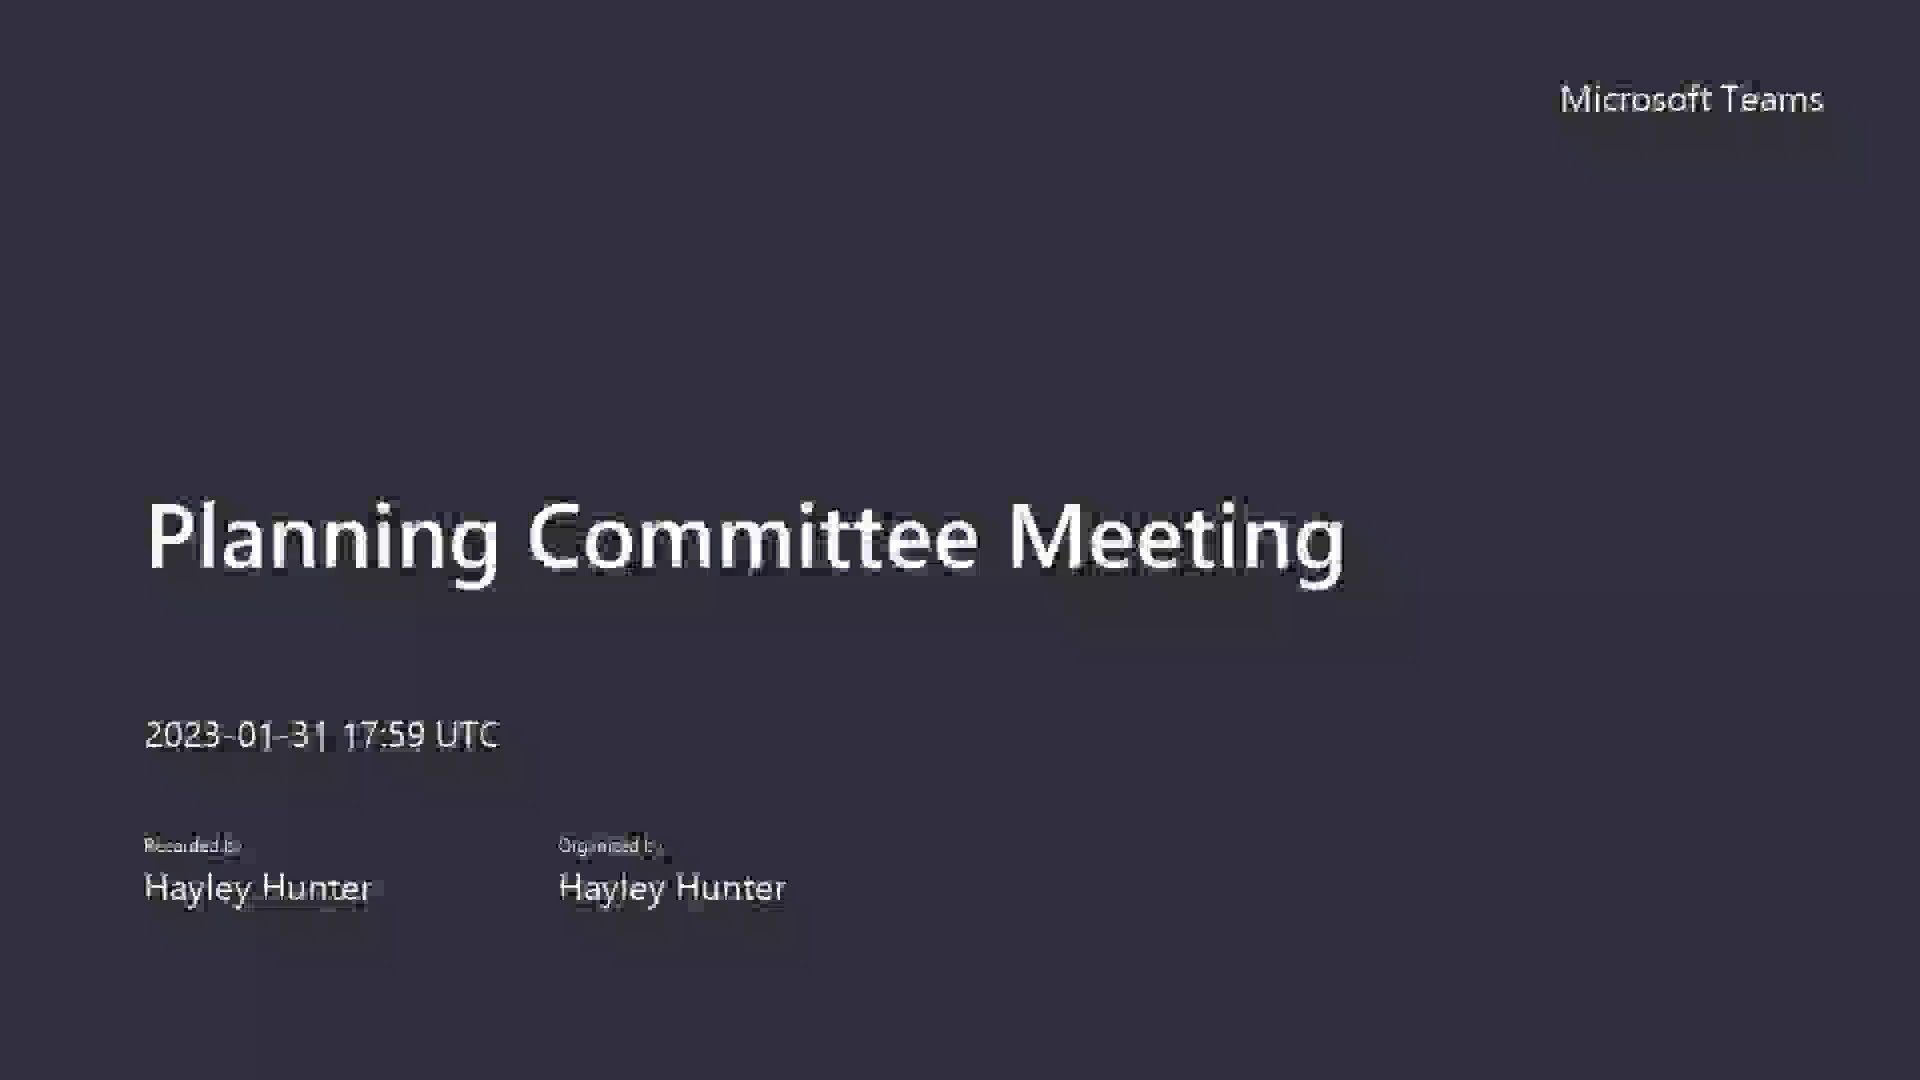 Microsoft Teams
Planning Committee Meeting
2023-01-31 17:59 UTC
Recorded by
Organized by
Hayley Hunter
Hayley Hunter